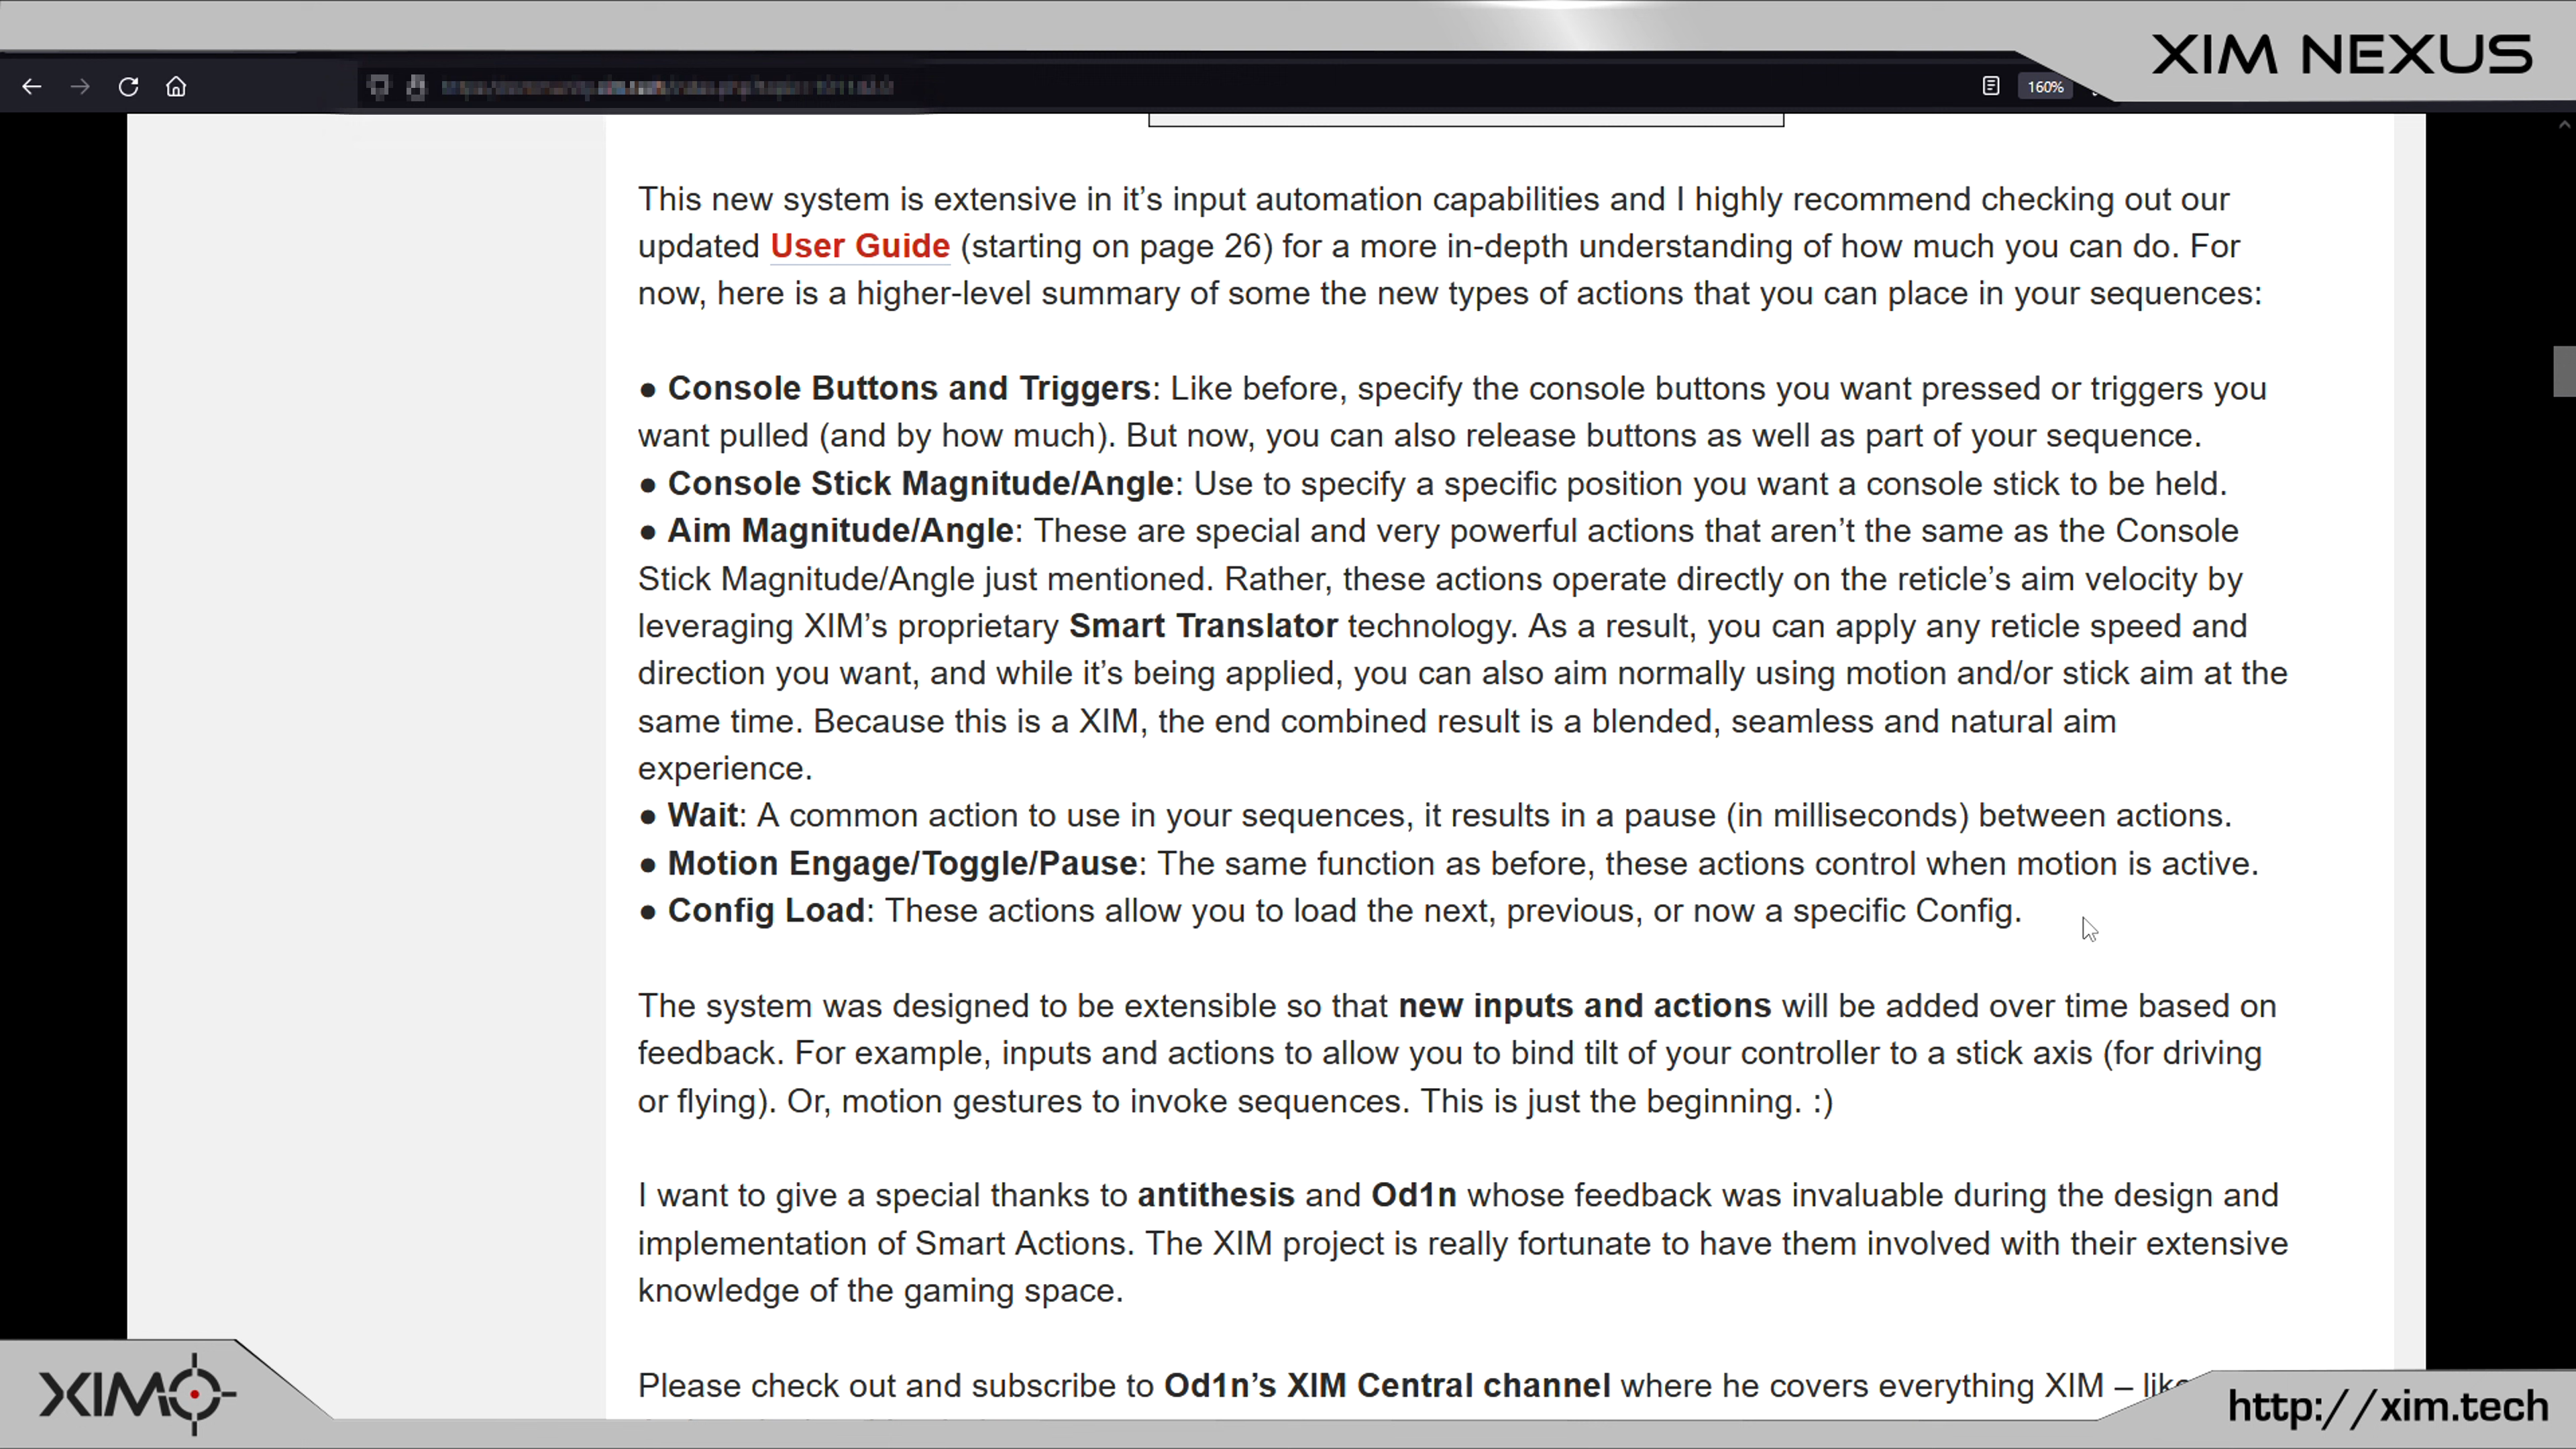 XIM NEXUS
160%
This new system is extensive in it's input automation capabilities and I highly recommend checking out our
updated User Guide (starting on page 26) for a more in-depth understanding of how much you can do. For
now, here is a higher-level summary of some the new types of actions that you can place in your sequences:
● Console Buttons and Triggers: Like before, specify the console buttons you want pressed or triggers you
want pulled (and by how much). But now, you can also release buttons as well as part of your sequence.
● Console Stick Magnitude/Angle: Use to specify a specific position you want a console stick to be held.
● Aim Magnitude/Angle: These are special and very powerful actions that aren't the same as the Console
Stick Magnitude/Angle just mentioned. Rather, these actions operate directly on the reticle's aim velocity by
leveraging XIM's proprietary Smart Translator technology. As a result, you can apply any reticle speed and
direction you want, and while it's being applied, you can also aim normally using motion and/or stick aim at the
same time. Because this is a XIM, the end combined result is a blended, seamless and natural aim
experience.
● Wait: A common action to use in your sequences, it results in a pause (in milliseconds) between actions.
● Motion Engage/Toggle/Pause: The same function as before, these actions control when motion is active.
● Config Load: These actions allow you to load the next, previous, or now a specific Config.
The system was designed to be extensible so that new inputs and actions will be added over time based on
feedback. For example, inputs and actions to allow you to bind tilt of your controller to a stick axis (for driving
or flying). Or, motion gestures to invoke sequences. This is just the beginning. :)
I want to give a special thanks to antithesis and Od1n whose feedback was invaluable during the design and
implementation of Smart Actions. The XIM project is really fortunate to have them involved with their extensive
knowledge of the gaming space.
Please check out and subscribe to Od1n's XIM Central channel where he covers everything XIM –
XIM
http://xim.tech